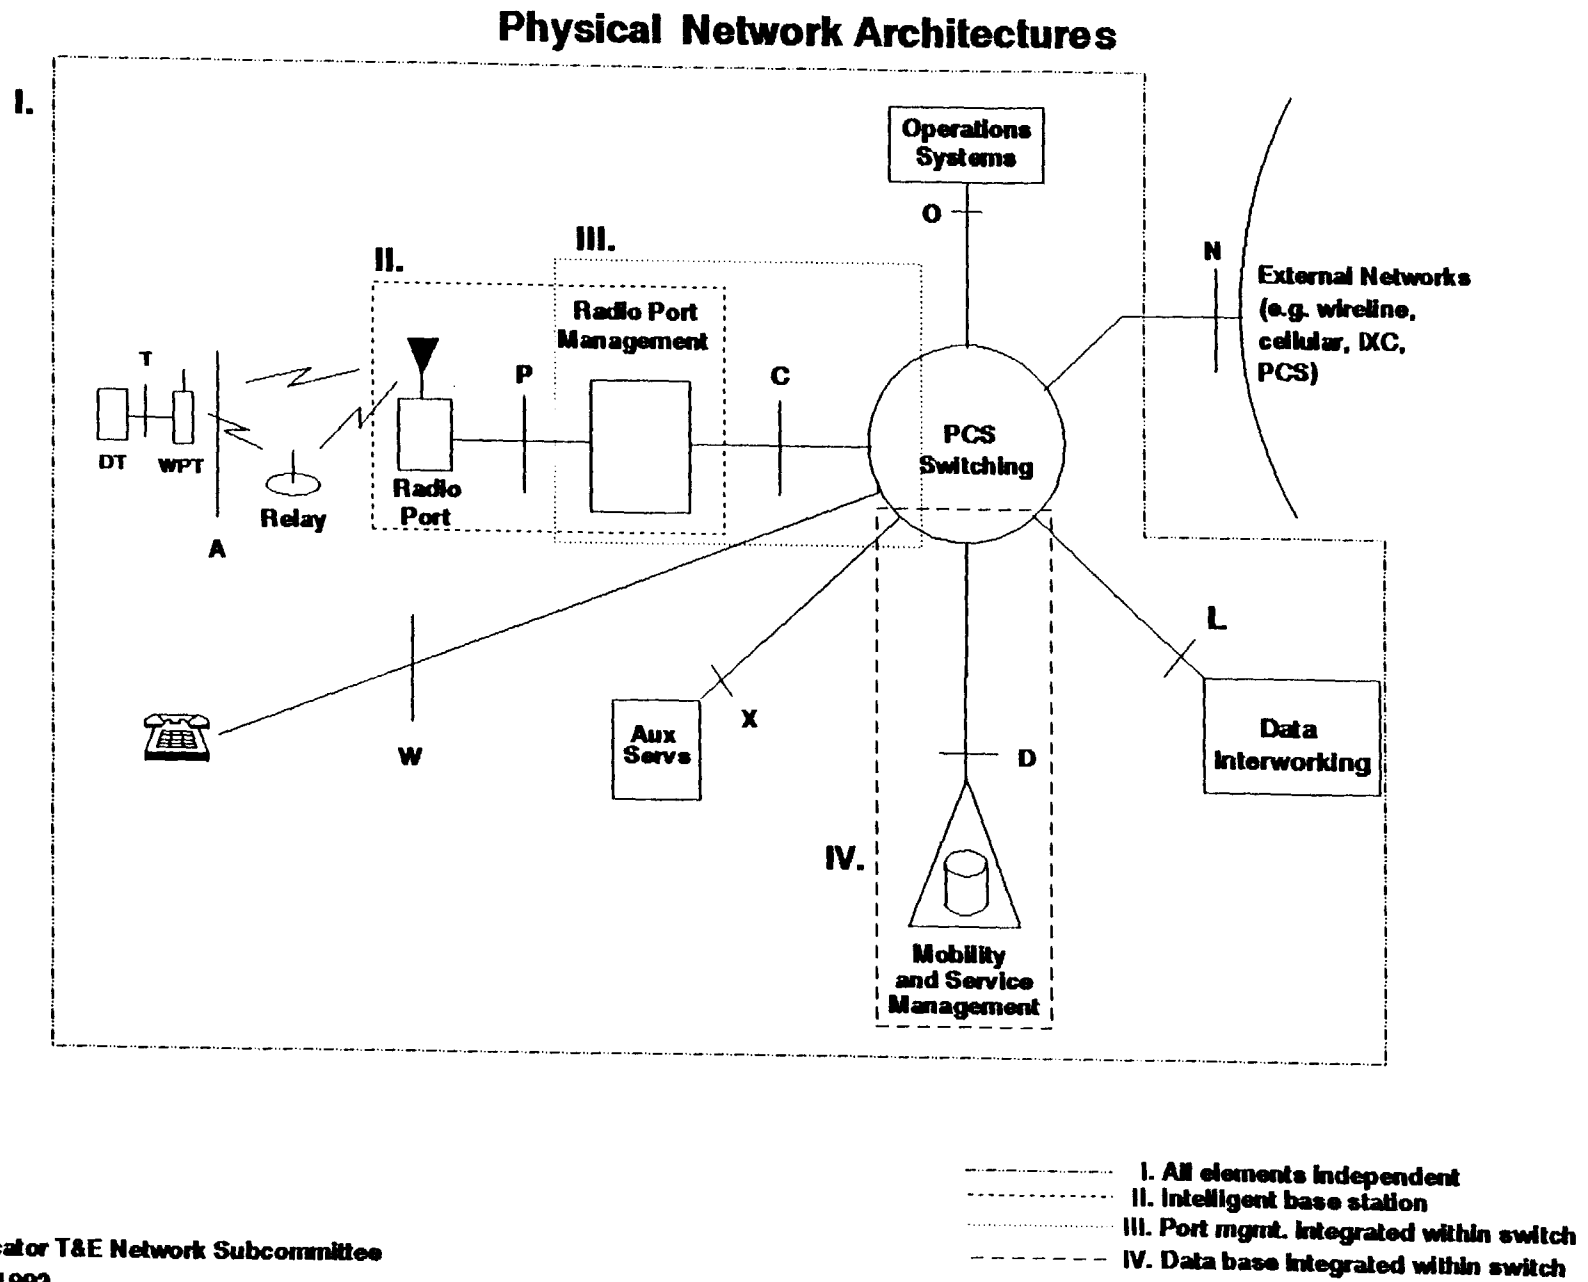 Physical Network Architectures
I.
Operations
Systems
O
N
III.
II.
External Networks
(e.g. wireline,
cellular, IXC,
PCS)
Radio Port
Management
T
P
C
PCS
Switching
DT
WPT
Radio
Port
Relay
A
L
X
W
Aux
Servs
D
Data
Interworking
IV.
Mobility
and Service
Management
I. All elements independent
II. Intelligent base station
III. Port mgmt. integrated within switch
IV. Data base integrated within switch
T&E Network Subcommittee